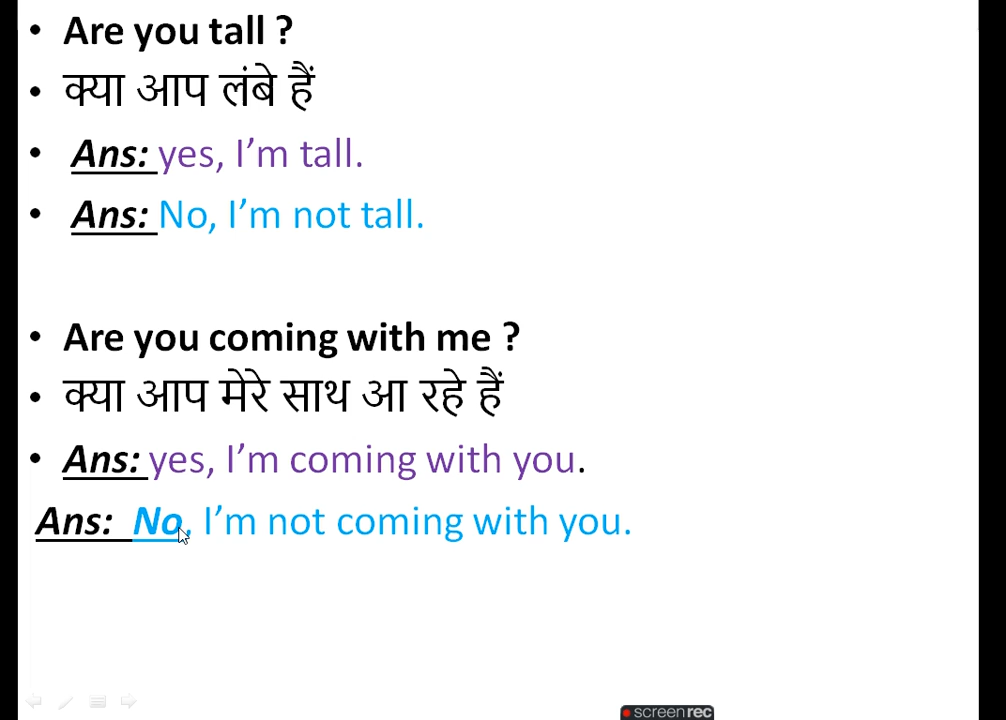 • Are you tall ?
• क्या आप लंबे हैं
• Ans: yes, I’m tall.
• Ans: No, I’m not tall.
• Are you coming with me ?
• क्या आप मेरे साथ आ रहे हैं
• Ans: yes, I’m coming with you.
Ans: No, I’m not coming with you.
screenrec